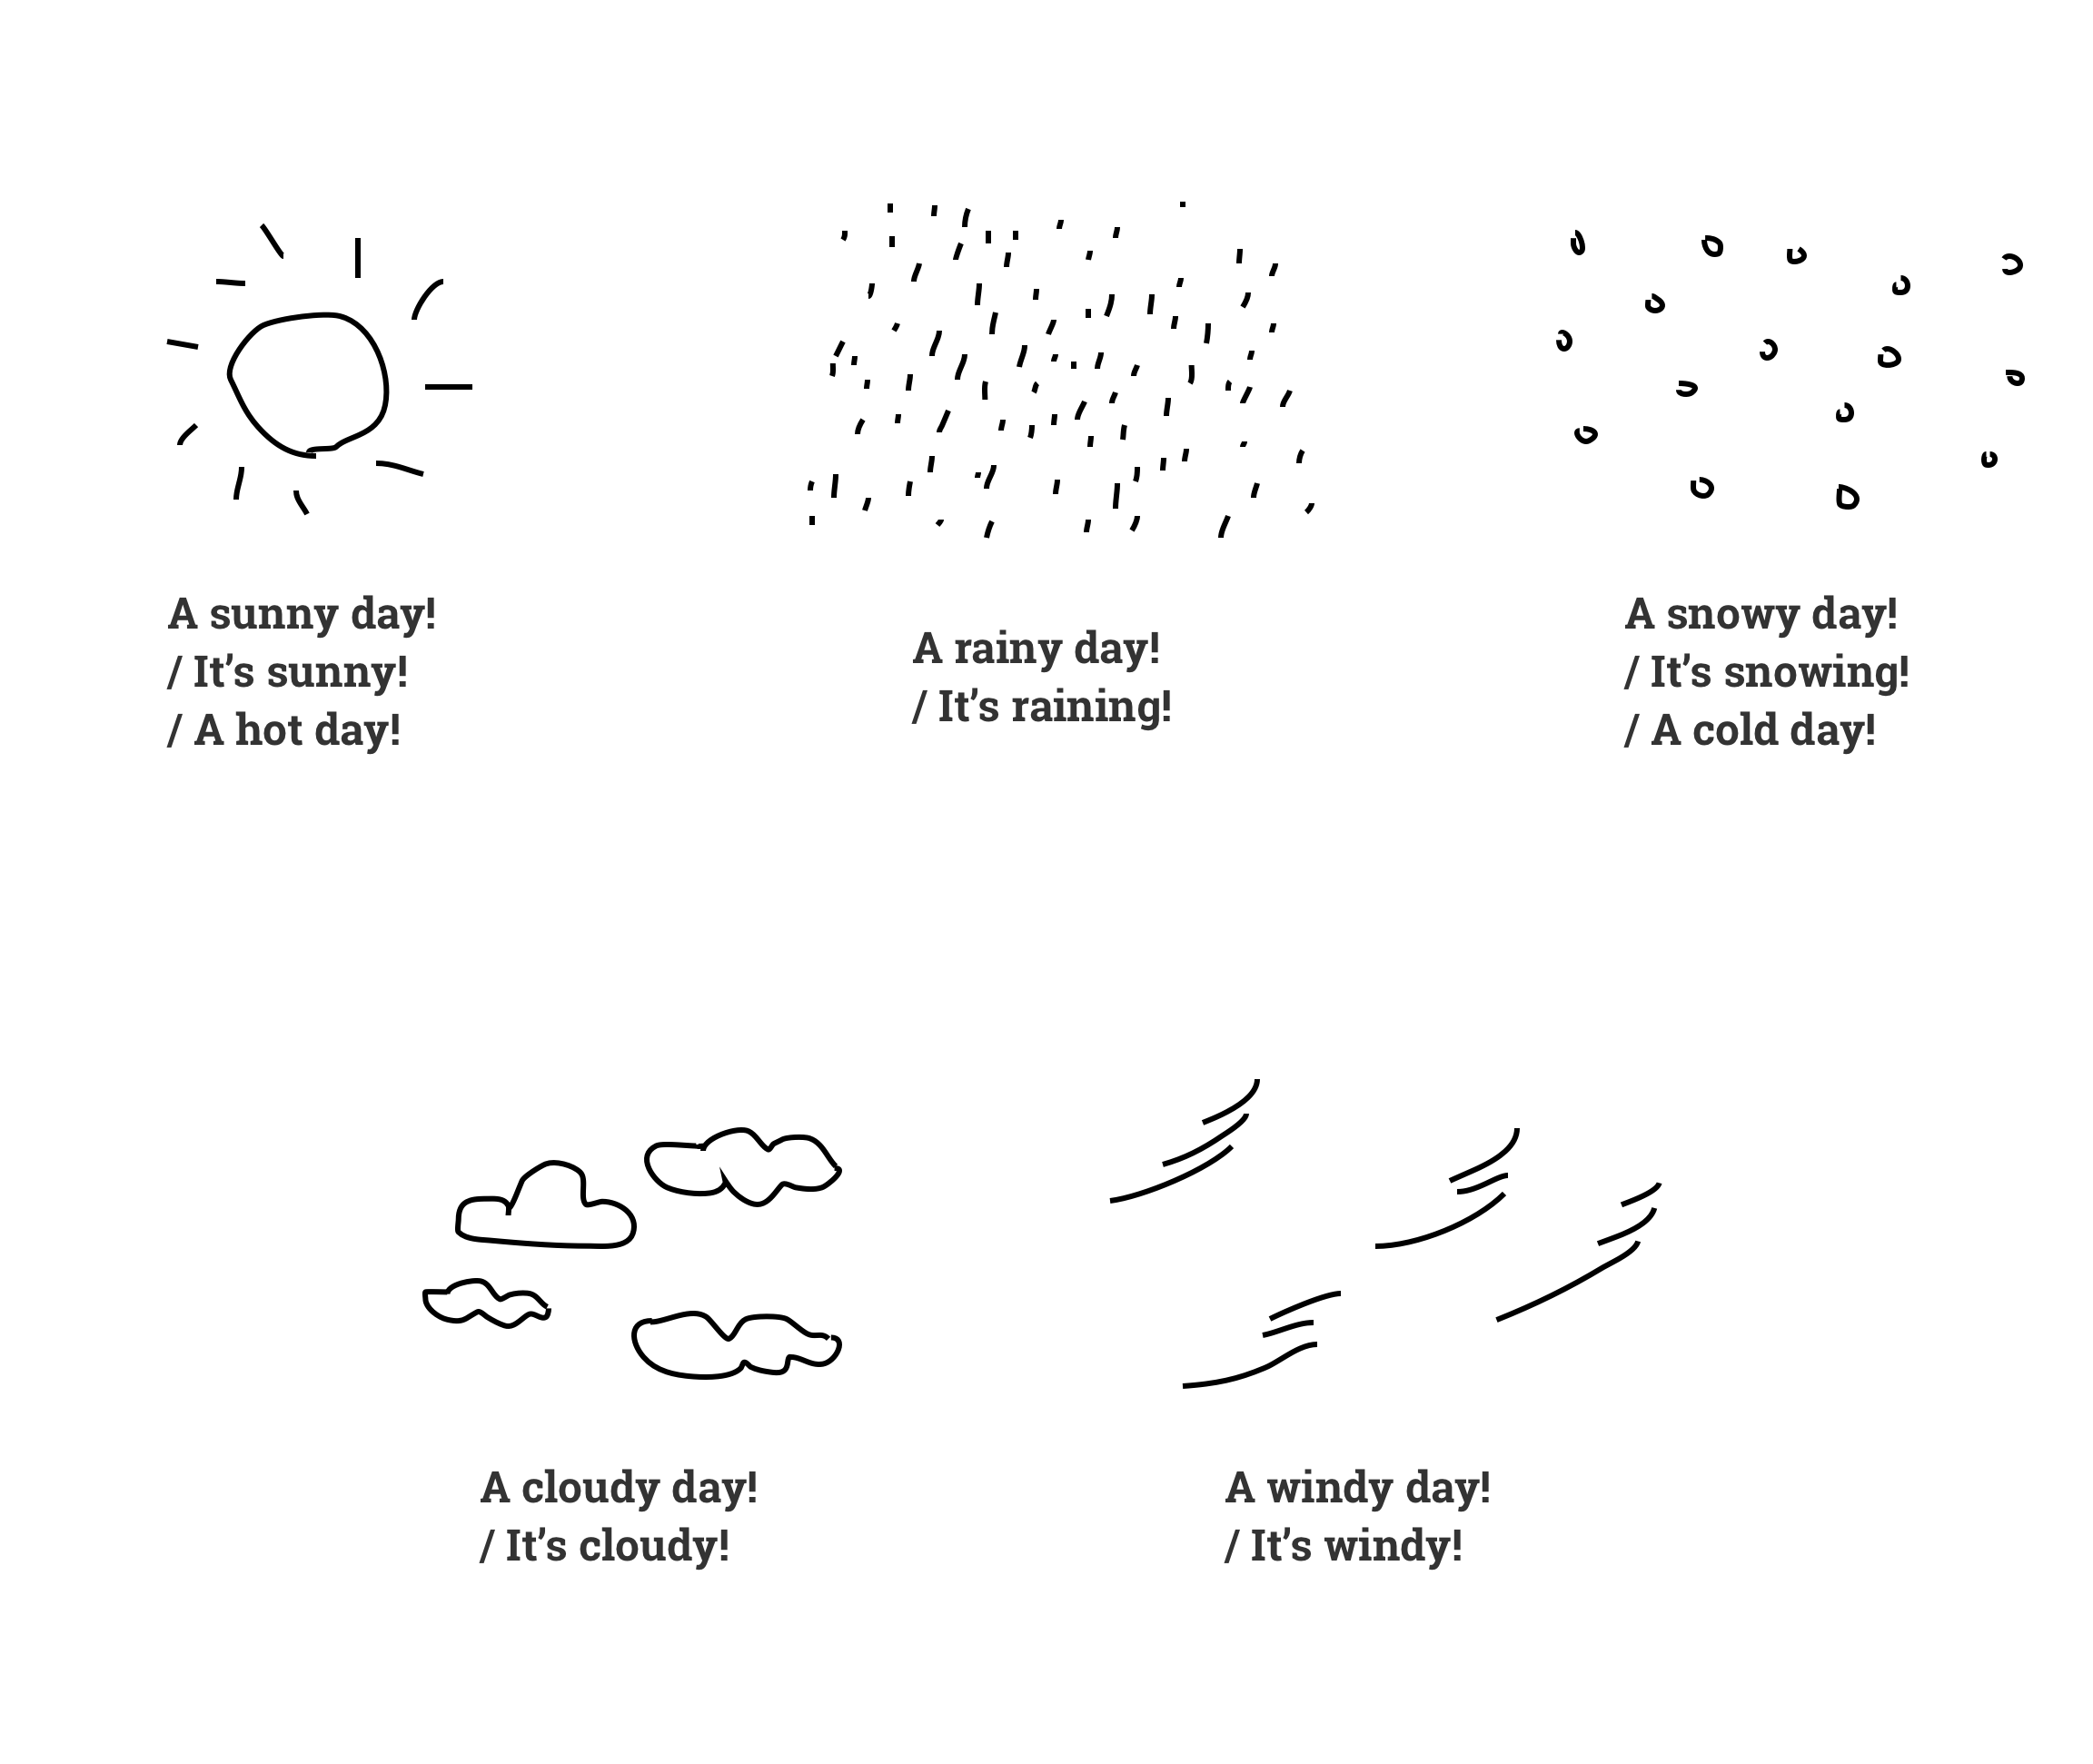 A sunny day!
/ It’s sunny!
/ A hot day!
A rainy day!
/ It’s raining!
A snowy day!
/ It’s snowing!
/ A cold day!
A cloudy day!
/ It’s cloudy!
A windy day!
/ It’s windy!